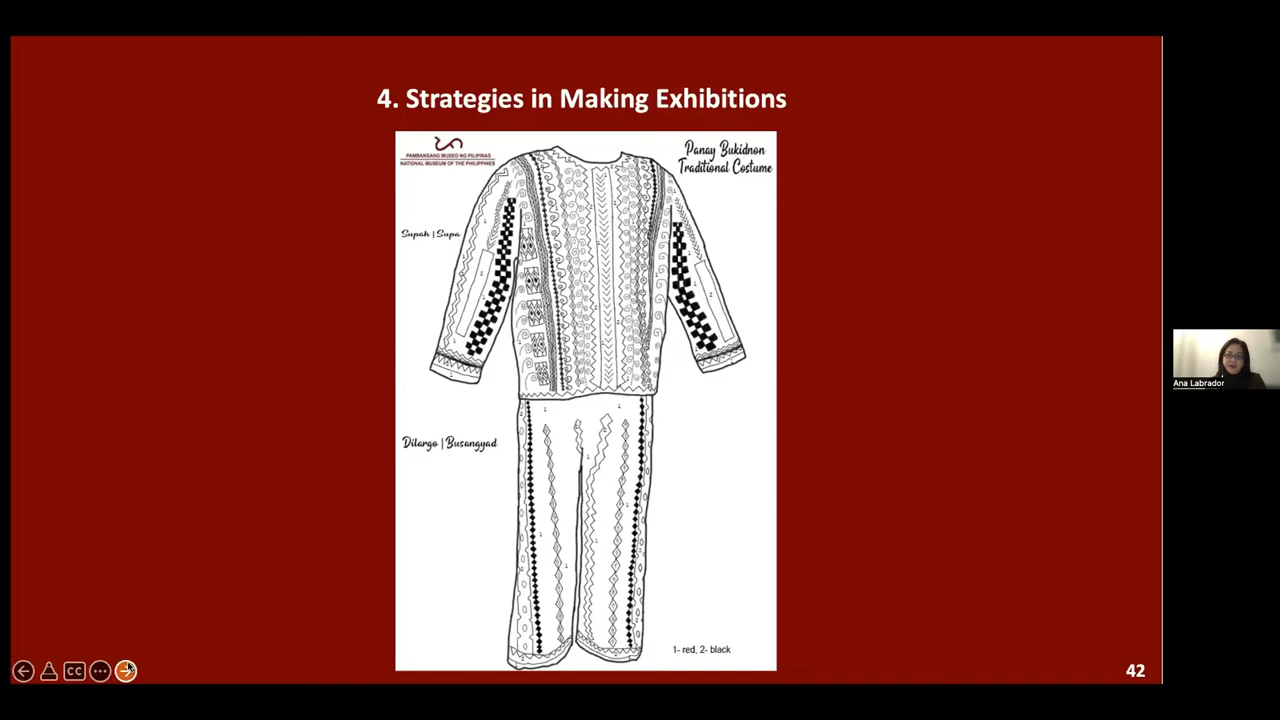 4. Strategies in Making Exhibitions
PAMBANSANG MUSEO NG PILIPINAS
NATIONAL MUSEUM OF THE PHILIPPINES
Panay Bukidnon
Traditional Costume
Supah | Supa
Dilargo | Busangyad
1- red, 2- black
CC
42
Ana Labrador